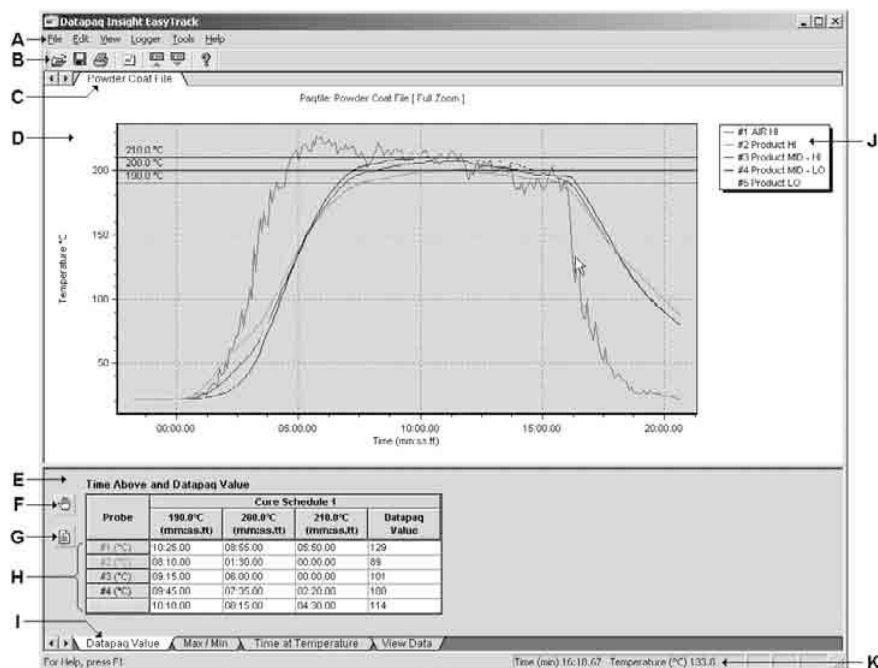 Datapaq Insight EasyTrack
A File Edit View Logger Tools Help
B
Powder Coat File
C
Paqfile: Powder Coat File [ Full Zoom ]
D
J
#1 AIR HI
#2 Product HI
#3 Product MID - HI
#4 Product MID - LO
#5 Product LO
210.0 °C
200.0 °C
190.0 °C
200
150
100
50
Temperature °C
00:00.00 05:00.00 10:00.00 15:00.00 20:00.00
Time (mm:ss.tt)
E
Time Above and Datapaq Value
F
G
H
Cure Schedule 1
Probe 190.0°C (mm:ss.tt) 200.0°C (mm:ss.tt) 210.0°C (mm:ss.tt) Datapaq Value
#1 (°C) 10:25.00 08:55.00 05:50.00 129
#2 (°C) 08:10.00 01:30.00 00:00.00 89
#3 (°C) 09:15.00 06:00.00 00:00.00 101
#4 (°C) 09:45.00 07:35.00 02:20.00
10:10.00 08:15.00 04:30.00 114
I
Datapaq Value Max / Min Time at Temperature View Data
For Help, press F1
Time (min) 16:18.67 Temperature (°C) 133.8
K